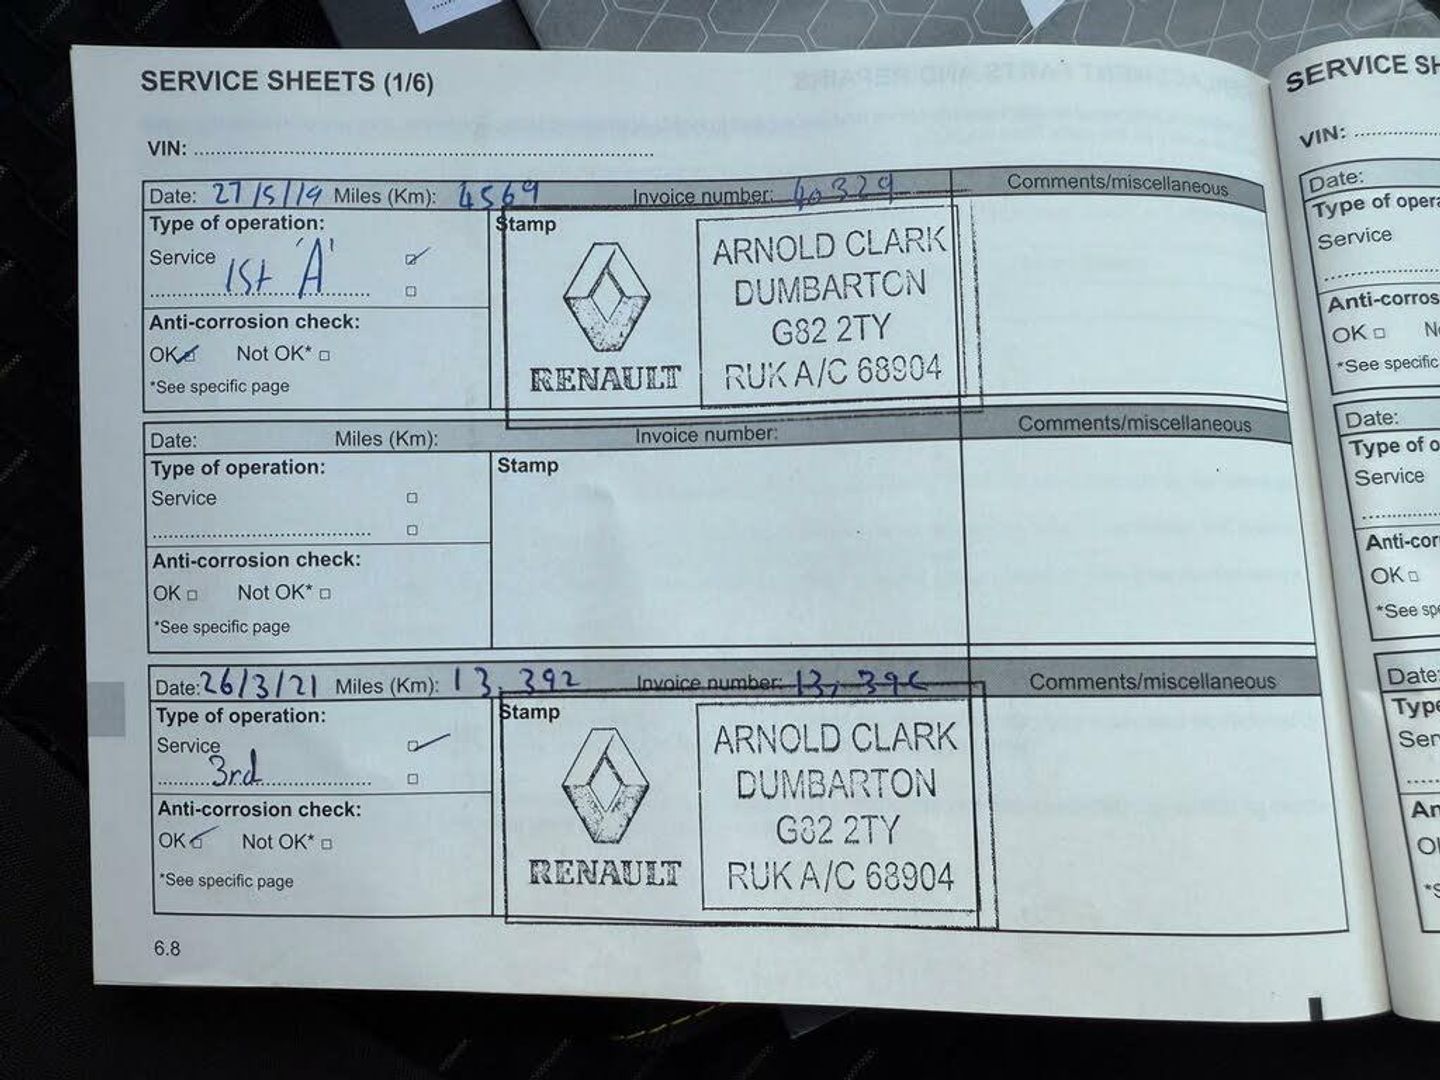 SERVICE SHEETS (1/6)
VIN:
Date: 27/5/19 Miles (Km): 4569 Invoice number: 40329 Comments/miscellaneous
Type of operation:
Service
1st 'A'
Anti-corrosion check:
OK Not OK*
*See specific page
Stamp
RENAULT
ARNOLD CLARK
DUMBARTON
G82 2TY
RUK A/C 68904
Date: Miles (Km): Invoice number: Comments/miscellaneous
Type of operation:
Service
Anti-corrosion check:
OK Not OK*
*See specific page
Stamp
Date: 26/3/21 Miles (Km): 13,392 Invoice number: Comments/miscellaneous
Type of operation:
Service
3rd
Anti-corrosion check:
OK Not OK*
*See specific page
Stamp
RENAULT
ARNOLD CLARK
DUMBARTON
G82 2TY
RUK A/C 68904
6.8
SERVICE SH
VIN:
Date:
Type of opera
Service
Anti-corros
OK N
*See specific
Date:
Type of o
Service
Anti-cor
OK
*See spe
Date:
Type
Ser
An